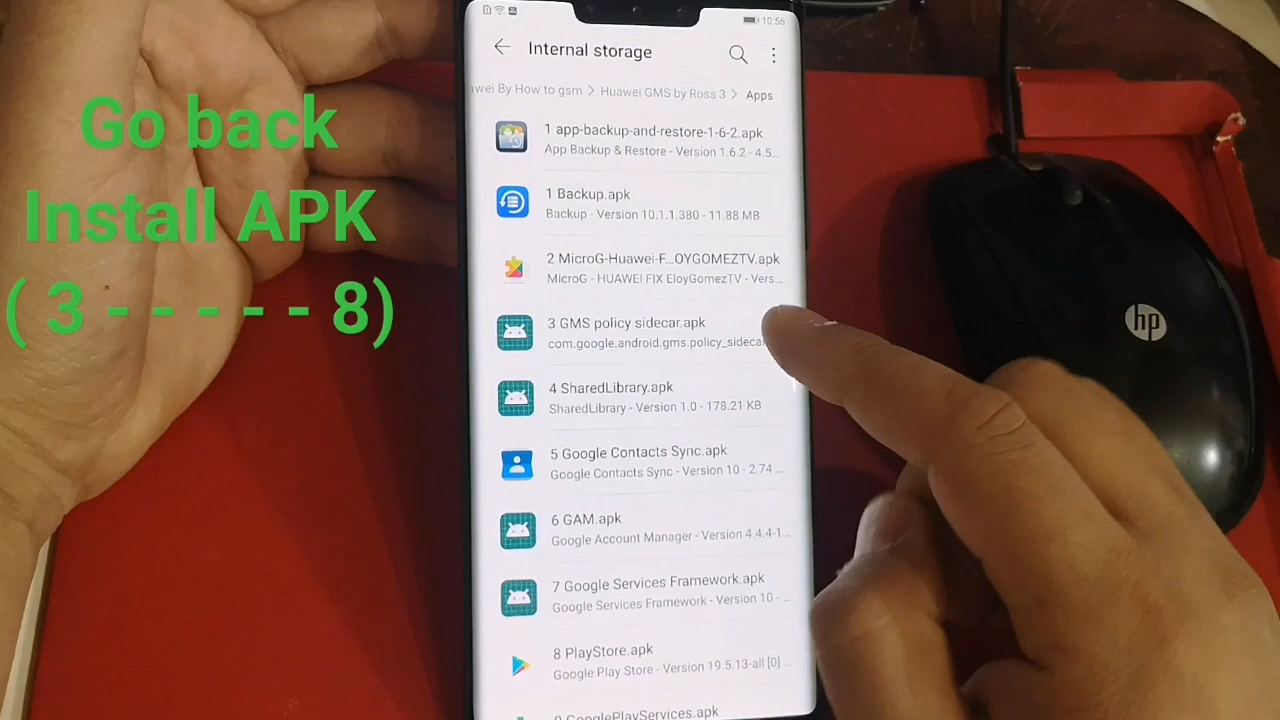 Go back
Install APK
( 3 - - - - - 8)
10:56
Internal storage
wei By How to gsm > Huawei GMS by Ross 3 > Apps
1 app-backup-and-restore-1-6-2.apk
App Backup & Restore - Version 1.6.2 - 4.5...
1 Backup.apk
Backup - Version 10.1.1.380 - 11.88 MB
2 MicroG-Huawei-F...OYGOMEZTV.apk
MicroG - HUAWEI FIX EloyGomezTV - Vers...
3 GMS policy sidecar.apk
com.google.android.gms.policy_sidecar
4 SharedLibrary.apk
SharedLibrary - Version 1.0 - 178.21 KB
5 Google Contacts Sync.apk
Google Contacts Sync - Version 10 - 2.74 ...
6 GAM.apk
Google Account Manager - Version 4.4.4-1...
7 Google Services Framework.apk
Google Services Framework - Version 10 - ...
8 PlayStore.apk
Google Play Store - Version 19.5.13-all [0]...
9 GooglePlayServices.apk
hp